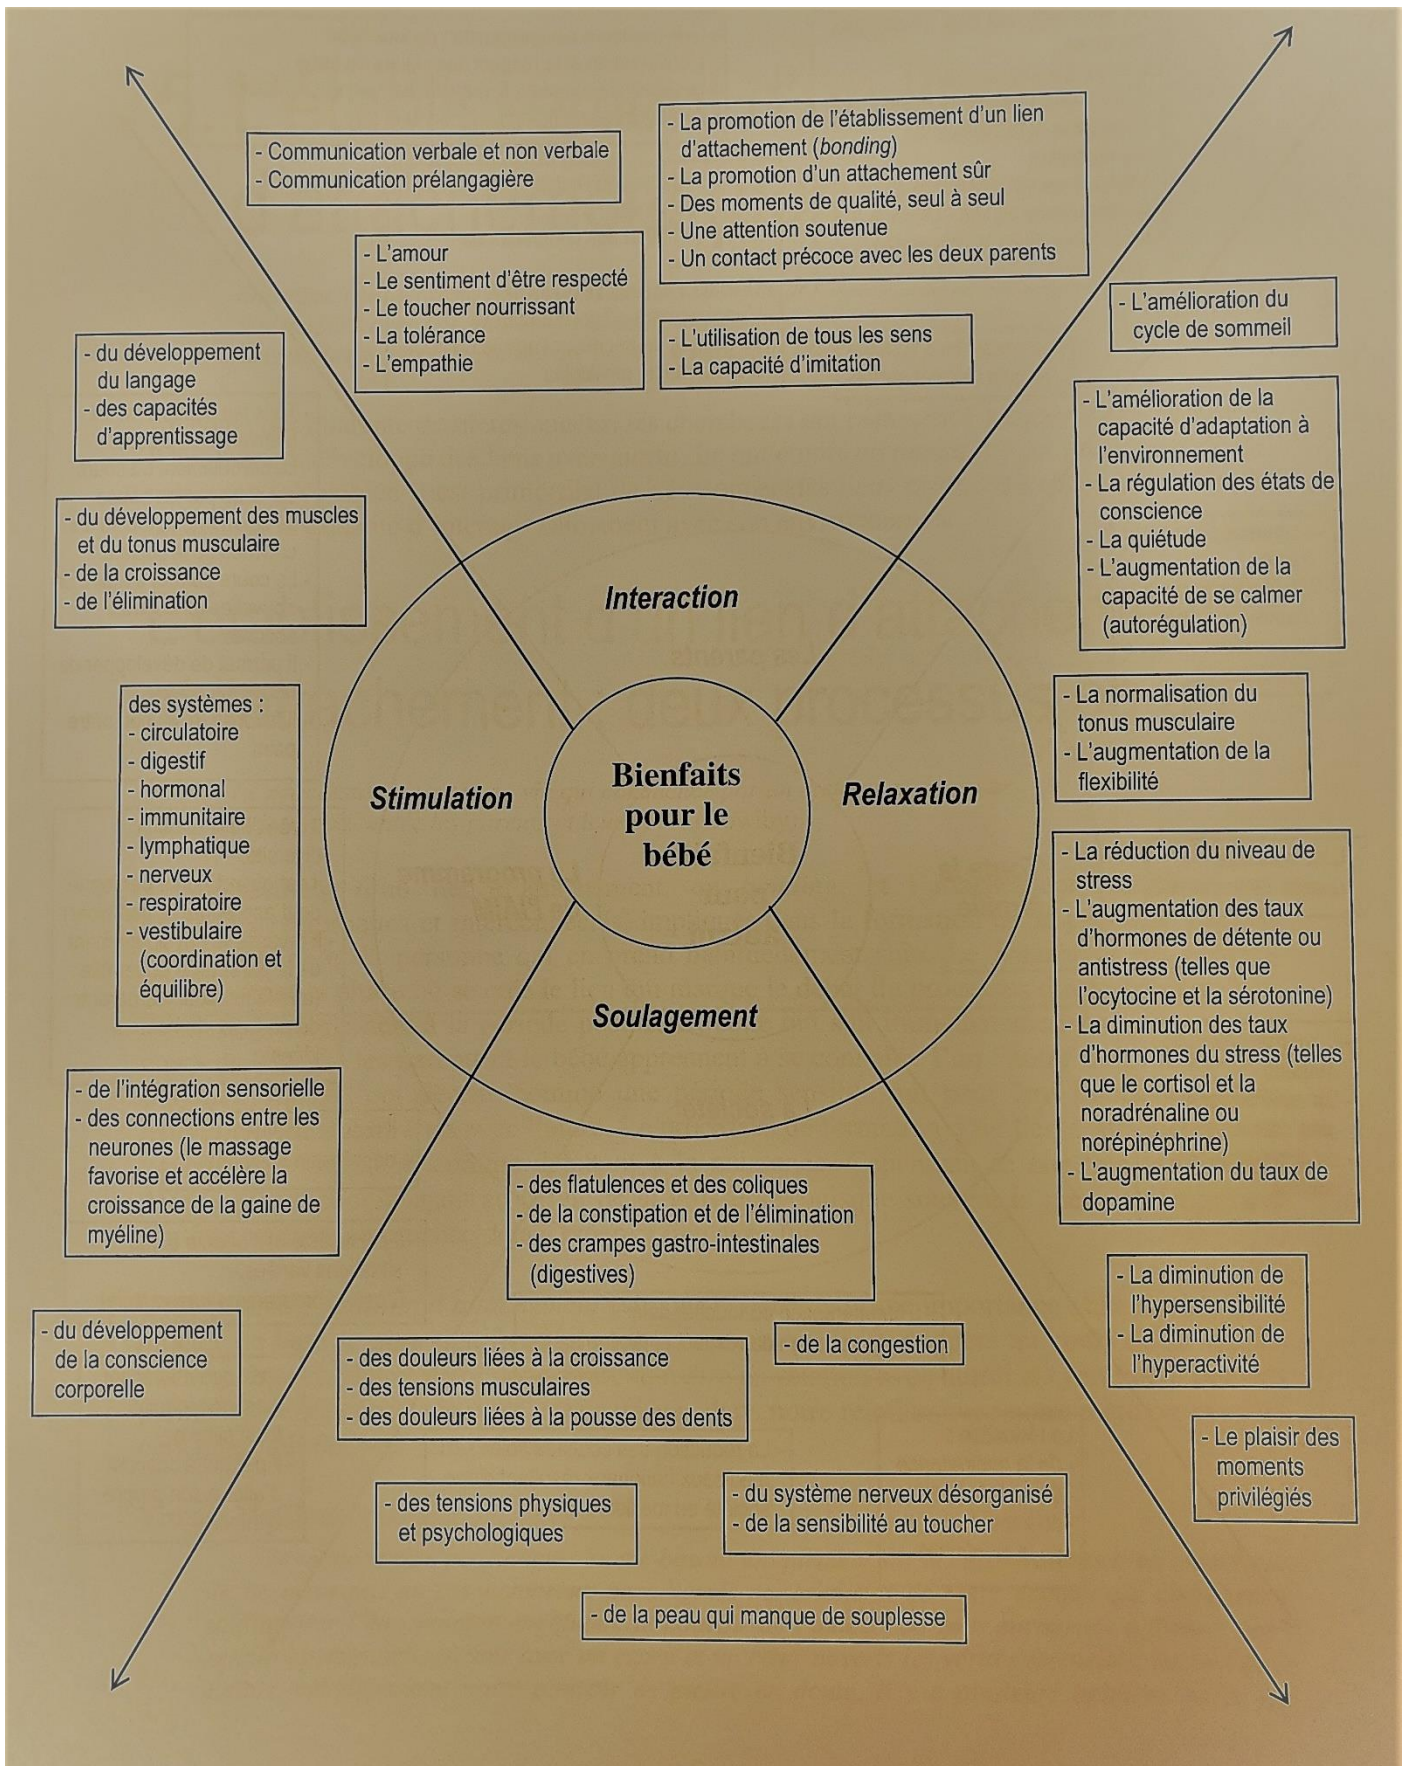 - Communication verbale et non verbale
- Communication prélangagière
- La promotion de l'établissement d'un lien
d'attachement (bonding)
- La promotion d'un attachement sûr
- Des moments de qualité, seul à seul
- Une attention soutenue
- Un contact précoce avec les deux parents
- L'amour
- Le sentiment d'être respecté
- Le toucher nourrissant
- La tolérance
- L'empathie
- L'utilisation de tous les sens
- La capacité d'imitation
- L'amélioration du
cycle de sommeil
- du développement
du langage
- des capacités
d'apprentissage
- L'amélioration de la
capacité d'adaptation à
l'environnement
- La régulation des états de
conscience
- La quiétude
- L'augmentation de la
capacité de se calmer
(autorégulation)
- du développement des muscles
et du tonus musculaire
- de la croissance
- de l'élimination
Interaction
des systèmes :
- circulatoire
- digestif
- hormonal
- immunitaire
- lymphatique
- nerveux
- respiratoire
- vestibulaire
(coordination et
équilibre)
Stimulation
Bienfaits
pour le
bébé
Relaxation
- La normalisation du
tonus musculaire
- L'augmentation de la
flexibilité
- La réduction du niveau de
stress
- L'augmentation des taux
d'hormones de détente ou
antistress (telles que
l'ocytocine et la sérotonine)
- La diminution des taux
d'hormones du stress (telles
que le cortisol et la
noradrénaline ou
norépinéphrine)
- L'augmentation du taux de
dopamine
Soulagement
- de l'intégration sensorielle
- des connections entre les
neurones (le massage
favorise et accélère la
croissance de la gaine de
myéline)
- des flatulences et des coliques
- de la constipation et de l'élimination
- des crampes gastro-intestinales
(digestives)
- La diminution de
l'hypersensibilité
- La diminution de
l'hyperactivité
- du développement
de la conscience
corporelle
- des douleurs liées à la croissance
- des tensions musculaires
- des douleurs liées à la pousse des dents
- de la congestion
- Le plaisir des
moments
privilégiés
- des tensions physiques
et psychologiques
- du système nerveux désorganisé
- de la sensibilité au toucher
- de la peau qui manque de souplesse